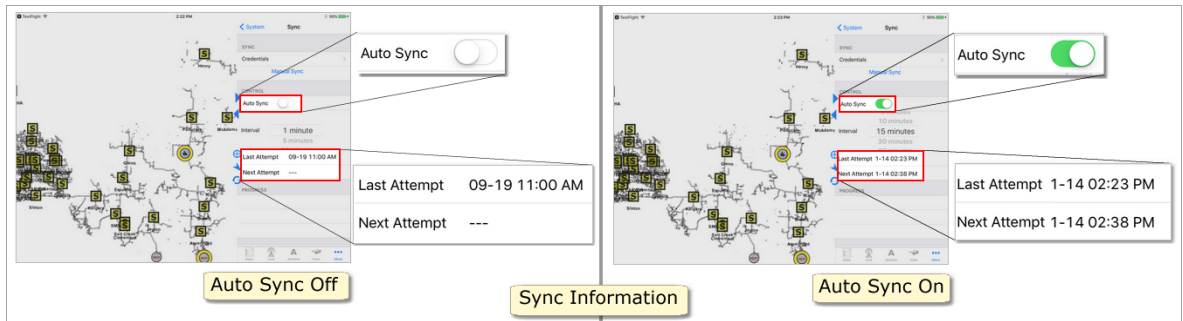 TestFlight
2:22 PM
System
Sync
SYNC
Credentials
Manual Sync
CONTROL
Auto Sync
Interval
1 minute
5 minutes
Last Attempt 09-19 11:00 AM
Next Attempt ---
PROGRESS
More
Auto Sync
Last Attempt 09-19 11:00 AM
Next Attempt ---
Auto Sync Off
Sync Information
TestFlight
2:23 PM
System
Sync
SYNC
Credentials
Manual Sync
CONTROL
Auto Sync
10 minutes
Interval
15 minutes
30 minutes
Last Attempt 1-14 02:23 PM
Next Attempt 1-14 02:38 PM
PROGRESS
More
Auto Sync
Last Attempt 1-14 02:23 PM
Next Attempt 1-14 02:38 PM
Auto Sync On